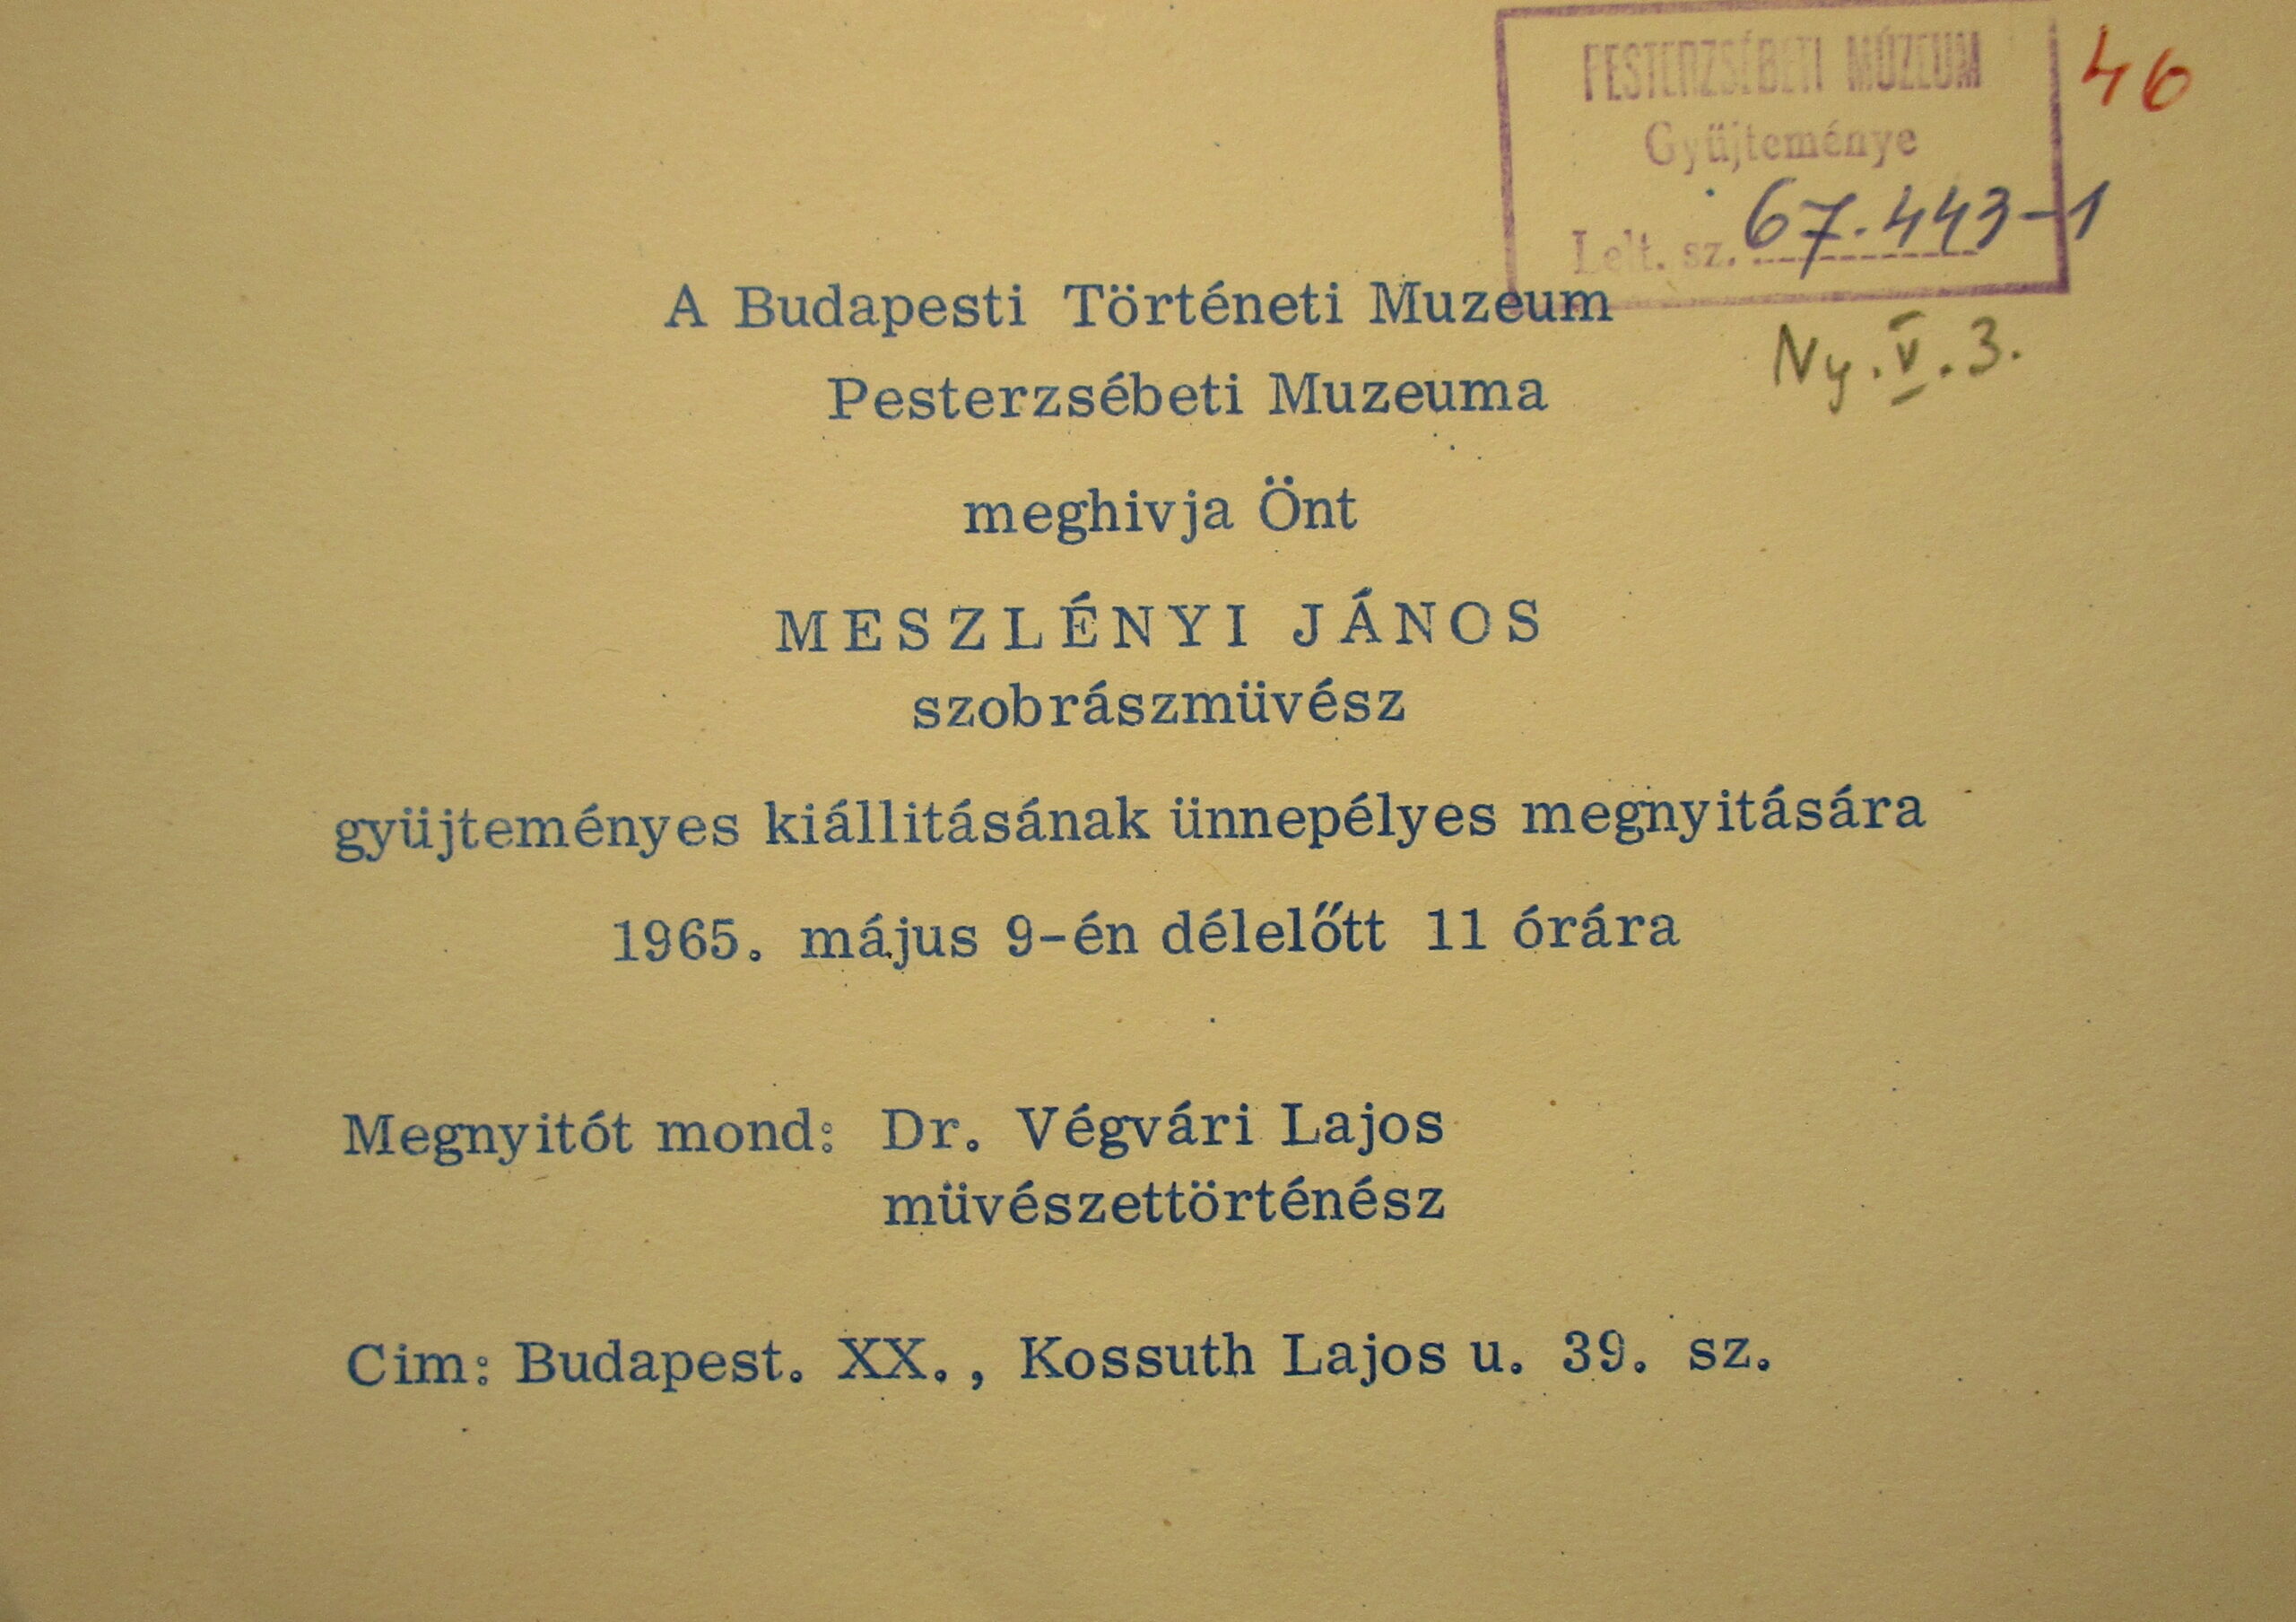 PESTERZSÉBETI MÚZEUM
46
Gyüjteménye
Lelt. sz. 67.443-1
Ny. V. 3.
A Budapesti Történeti Muzeum
Pesterzsébeti Muzeuma
meghivja Önt
MESZLÉNYI JÁNOS
szobrászmüvész
gyüjteményes kiállitásának ünnepélyes megnyitására
1965. május 9-én délelőtt 11 órára
Megnyitót mond: Dr. Végvári Lajos
müvészettörténész
Cim: Budapest. XX., Kossuth Lajos u. 39. sz.